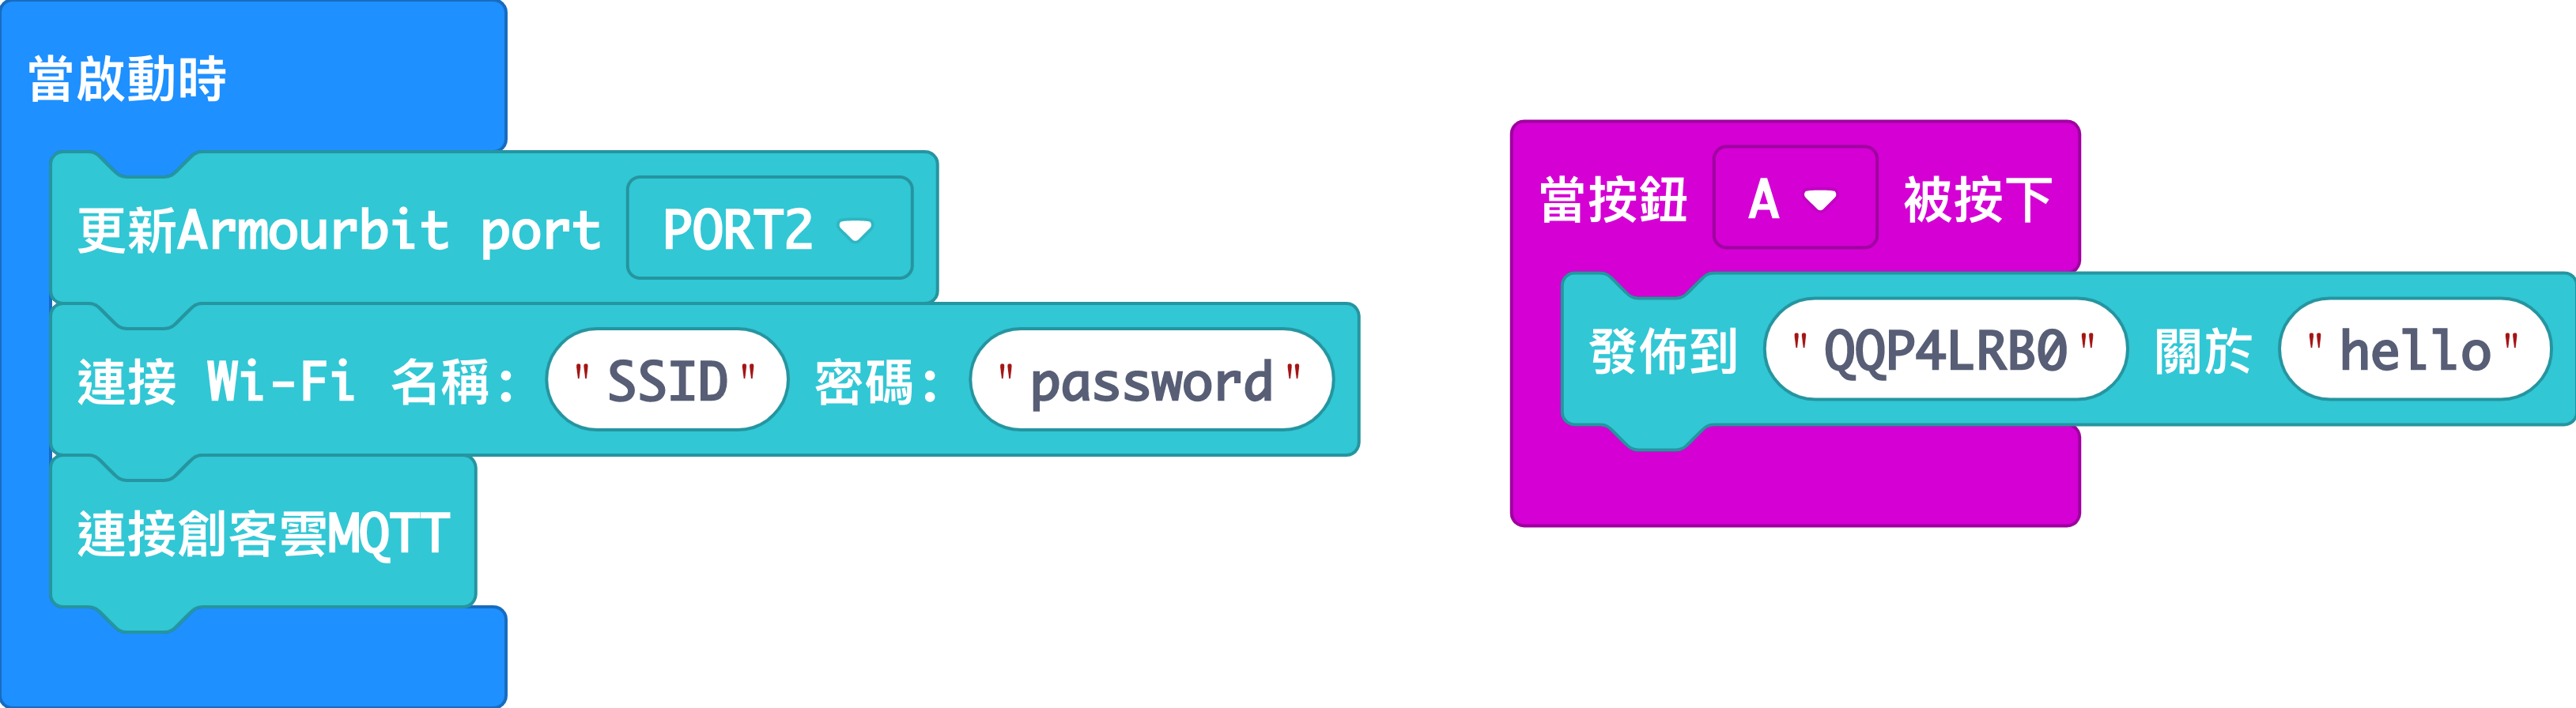 當啟動時
更新Armourbit port PORT2
連接 Wi-Fi 名稱: "SSID" 密碼: "password"
連接創客雲MQTT
當按鈕 A 被按下
發佈到 "QQP4LRB0" 關於 "hello"